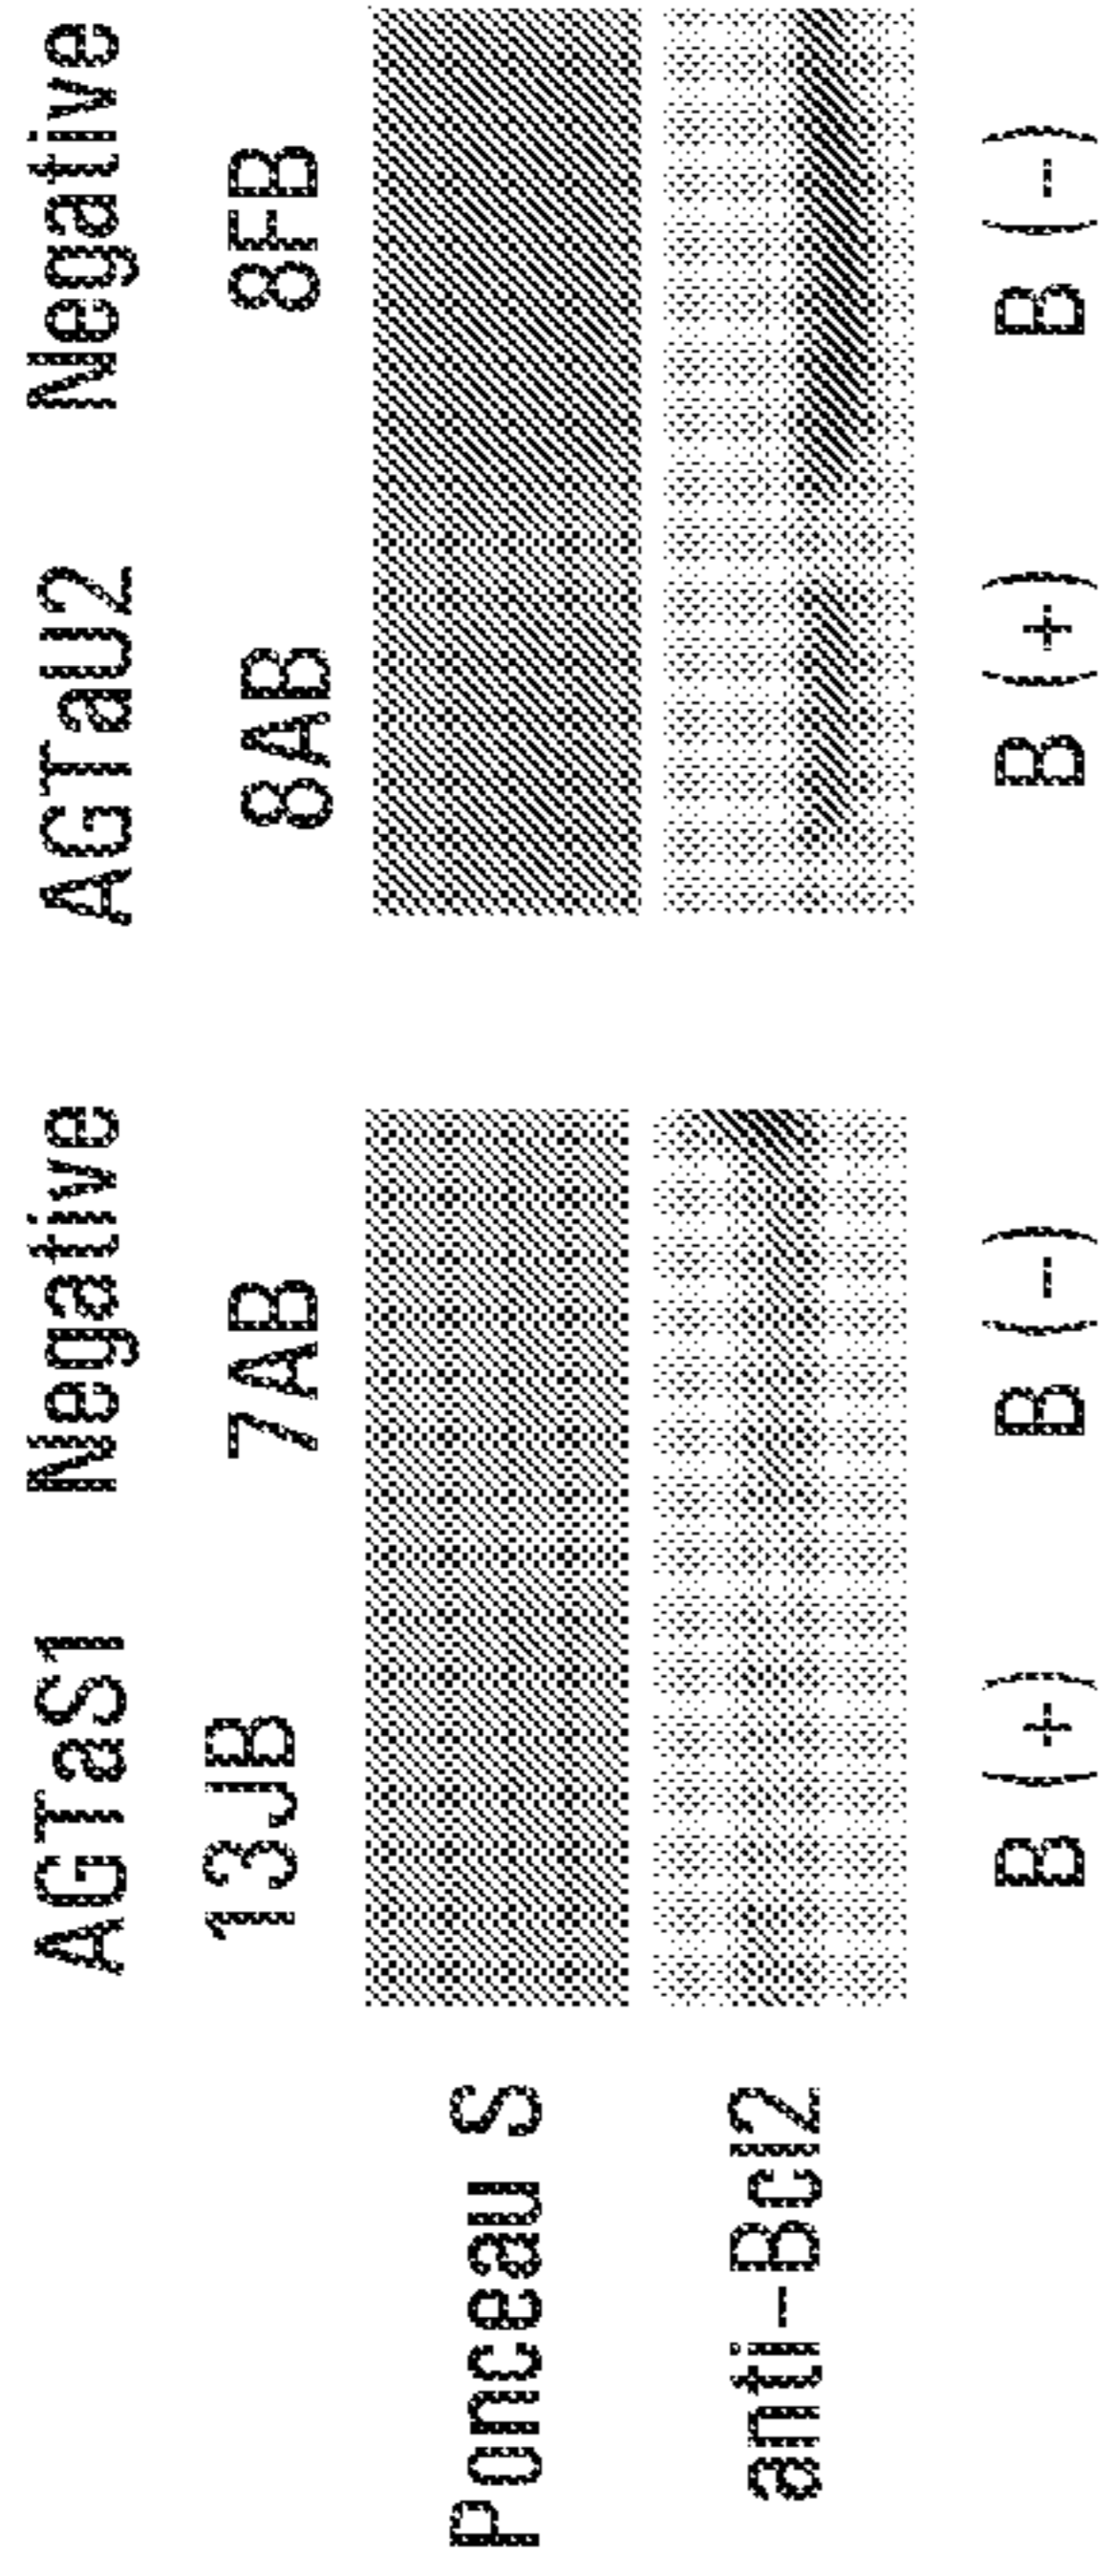 AGTaS1 Negative AGTaU2 Negative
13JB 7AB 8AB 8FB
Ponceau S
anti-Bcl2
B (+) B (-) B (+) B (-)